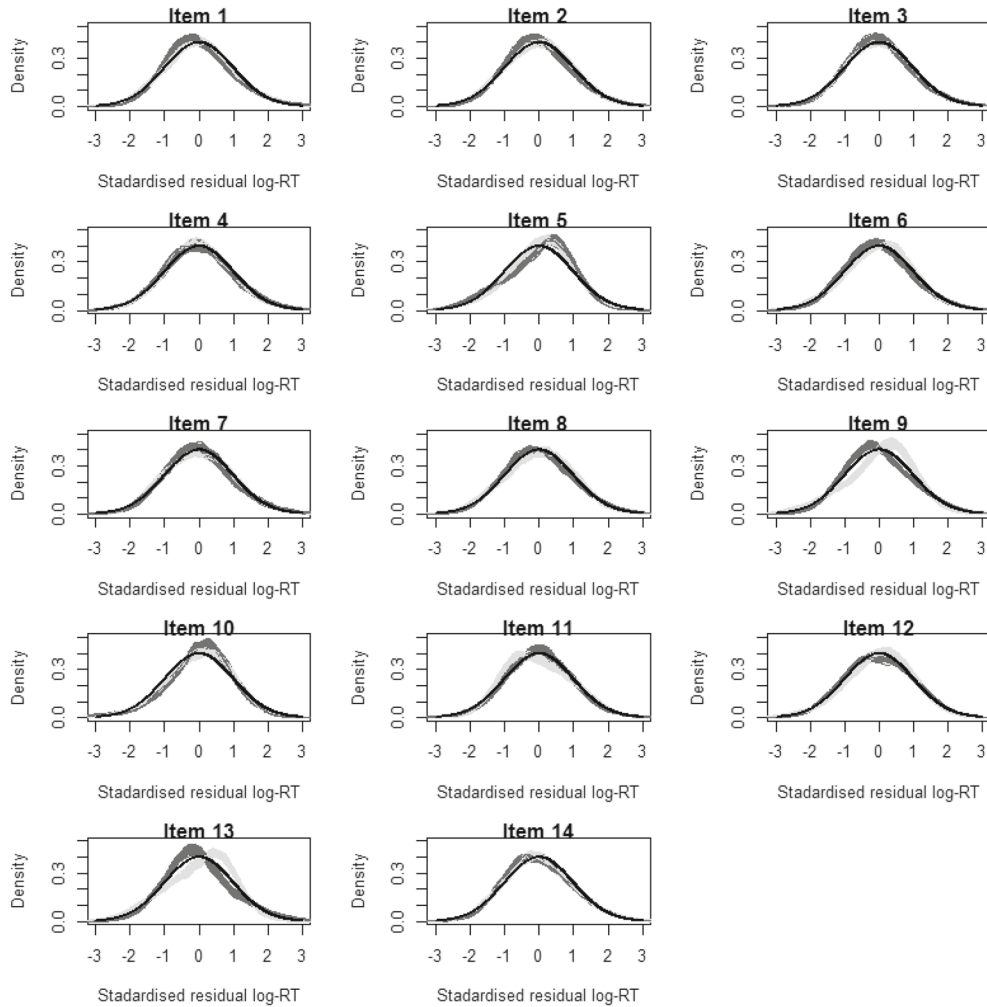 Item 1 Item 2 Item 3
Density 0.0 0.3 Density 0.0 0.3 Density 0.0 0.3
-3 -2 -1 0 1 2 3 -3 -2 -1 0 1 2 3 -3 -2 -1 0 1 2 3
Stadardised residual log-RT Stadardised residual log-RT Stadardised residual log-RT
Item 4 Item 5 Item 6
Density 0.0 0.3 Density 0.0 0.3 Density 0.0 0.3
-3 -2 -1 0 1 2 3 -3 -2 -1 0 1 2 3 -3 -2 -1 0 1 2 3
Stadardised residual log-RT Stadardised residual log-RT Stadardised residual log-RT
Item 7 Item 8 Item 9
Density 0.0 0.3 Density 0.0 0.3 Density 0.0 0.3
-3 -2 -1 0 1 2 3 -3 -2 -1 0 1 2 3 -3 -2 -1 0 1 2 3
Stadardised residual log-RT Stadardised residual log-RT Stadardised residual log-RT
Item 10 Item 11 Item 12
Density 0.0 0.3 Density 0.0 0.3 Density 0.0 0.3
-3 -2 -1 0 1 2 3 -3 -2 -1 0 1 2 3 -3 -2 -1 0 1 2 3
Stadardised residual log-RT Stadardised residual log-RT Stadardised residual log-RT
Item 13 Item 14
Density 0.0 0.3 Density 0.0 0.3
-3 -2 -1 0 1 2 3 -3 -2 -1 0 1 2 3
Stadardised residual log-RT Stadardised residual log-RT